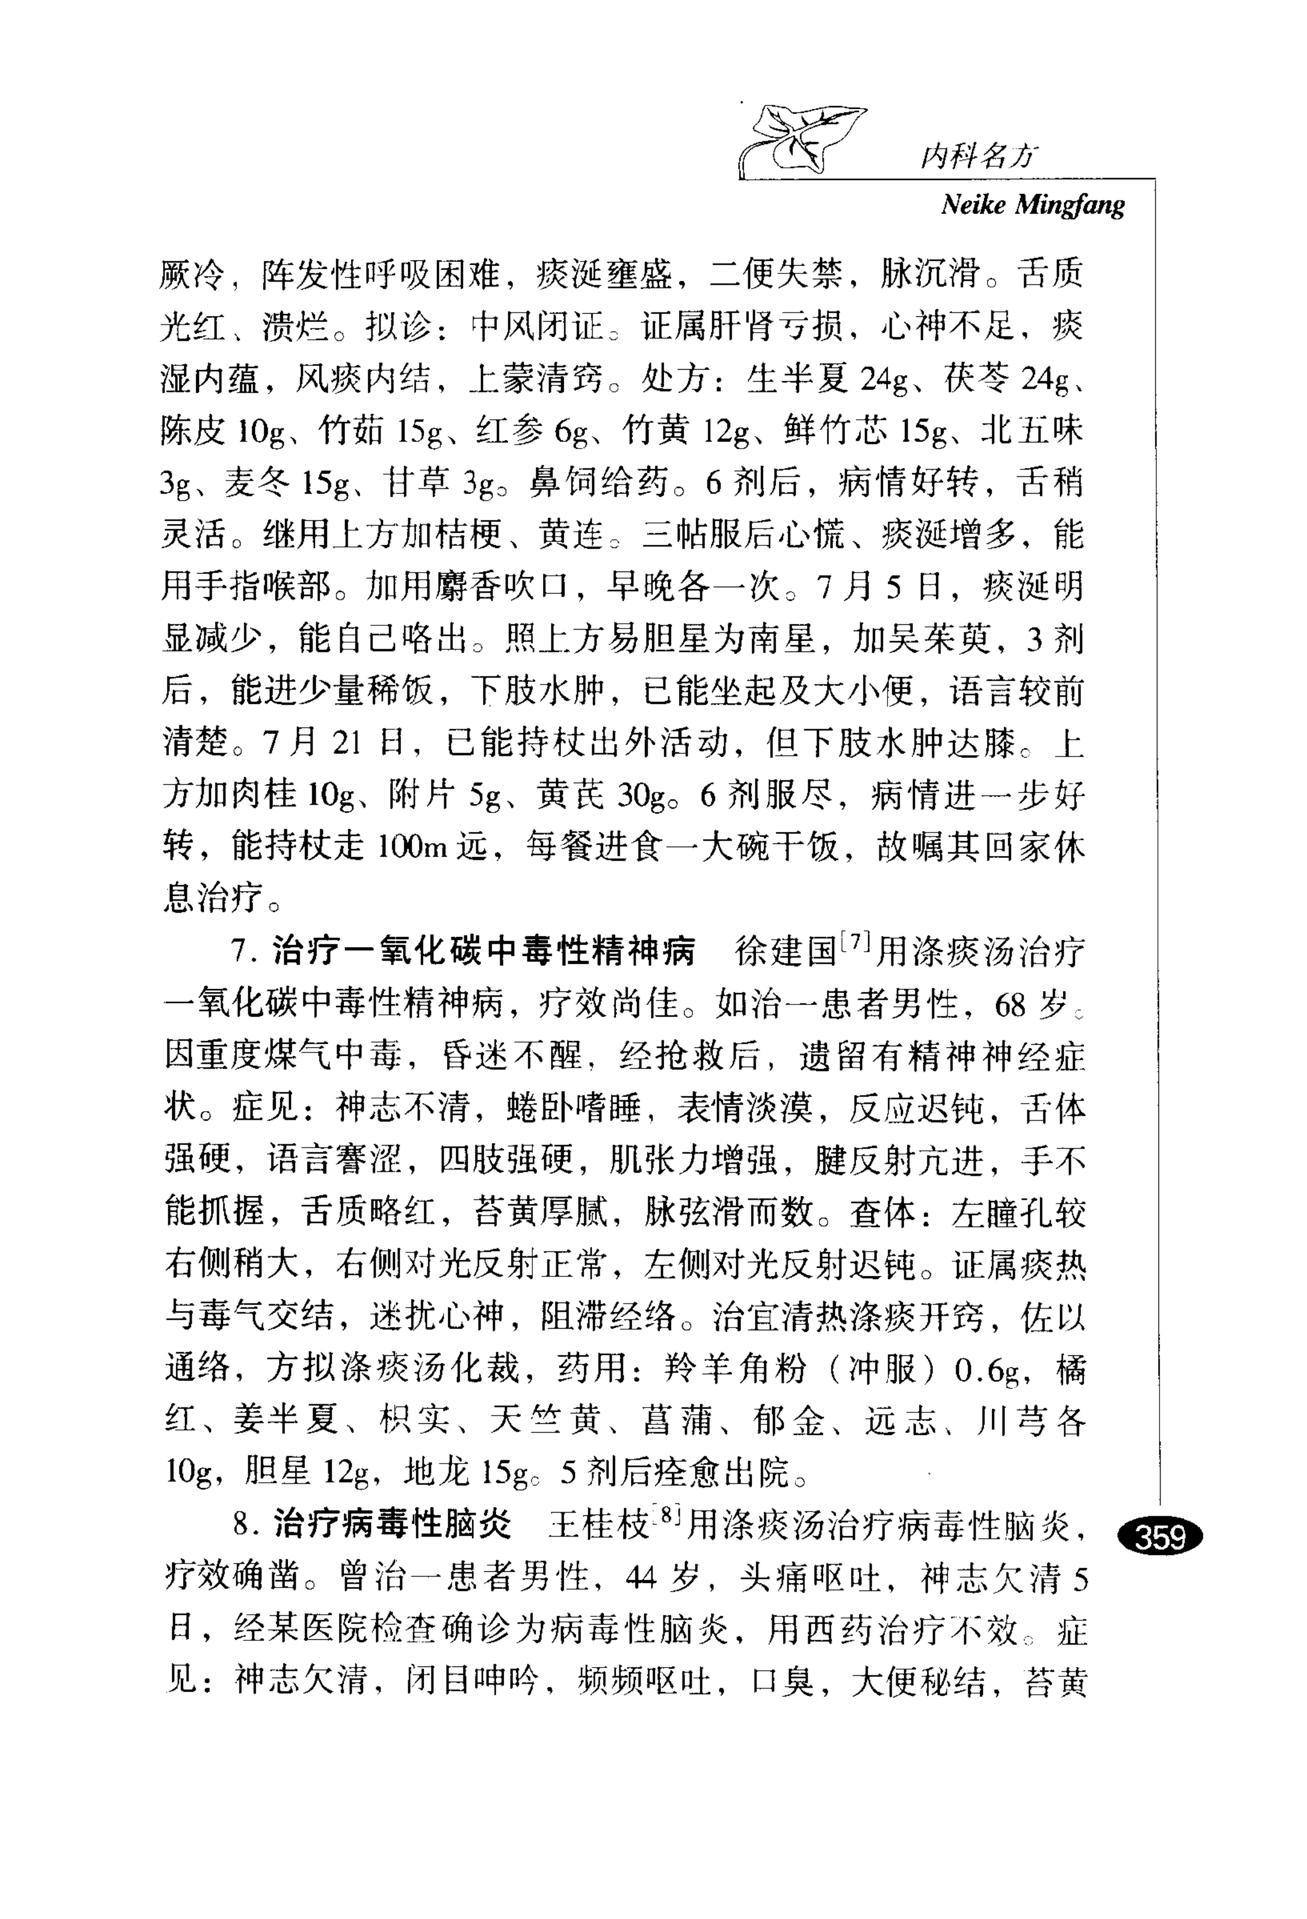 内科名方
Neike Mingfang
厥冷，阵发性呼吸困难，痰涎壅盛，二便失禁，脉沉滑。舌质
光红、溃烂。拟诊：中风闭证。证属肝肾亏损，心神不足，痰
湿内蕴，风痰内结，上蒙清窍。处方：生半夏 24g、茯苓 24g、
陈皮 10g、竹茹 15g、红参 6g、竹黄 12g、鲜竹芯 15g、北五味
3g、麦冬 15g、甘草 3g。鼻饲给药。6 剂后，病情好转，舌稍
灵活。继用上方加桔梗、黄连。三帖服后心慌、痰涎增多，能
用手指喉部。加用麝香吹口，早晚各一次。7 月 5 日，痰涎明
显减少，能自己咯出。照上方易胆星为南星，加吴茱萸，3 剂
后，能进少量稀饭，下肢水肿，已能坐起及大小便，语言较前
清楚。7 月 21 日，已能持杖出外活动，但下肢水肿达膝。上
方加肉桂 10g、附片 5g、黄芪 30g。6 剂服尽，病情进一步好
转，能持杖走 100m 远，每餐进食一大碗干饭，故嘱其回家休
息治疗。
7. 治疗一氧化碳中毒性精神病　徐建国[7]用涤痰汤治疗
一氧化碳中毒性精神病，疗效尚佳。如治一患者男性，68 岁。
因重度煤气中毒，昏迷不醒，经抢救后，遗留有精神神经症
状。症见：神志不清，蜷卧嗜睡，表情淡漠，反应迟钝，舌体
强硬，语言謇涩，四肢强硬，肌张力增强，腱反射亢进，手不
能抓握，舌质略红，苔黄厚腻，脉弦滑而数。查体：左瞳孔较
右侧稍大，右侧对光反射正常，左侧对光反射迟钝。证属痰热
与毒气交结，迷扰心神，阻滞经络。治宜清热涤痰开窍，佐以
通络，方拟涤痰汤化裁，药用：羚羊角粉（冲服）0.6g，橘
红、姜半夏、枳实、天竺黄、菖蒲、郁金、远志、川芎各
10g，胆星 12g，地龙 15g。5 剂后痊愈出院。
8. 治疗病毒性脑炎　王桂枝[8]用涤痰汤治疗病毒性脑炎，
疗效确凿。曾治一患者男性，44 岁，头痛呕吐，神志欠清 5
日，经某医院检查确诊为病毒性脑炎，用西药治疗不效。症
见：神志欠清，闭目呻吟，频频呕吐，口臭，大便秘结，苔黄
359